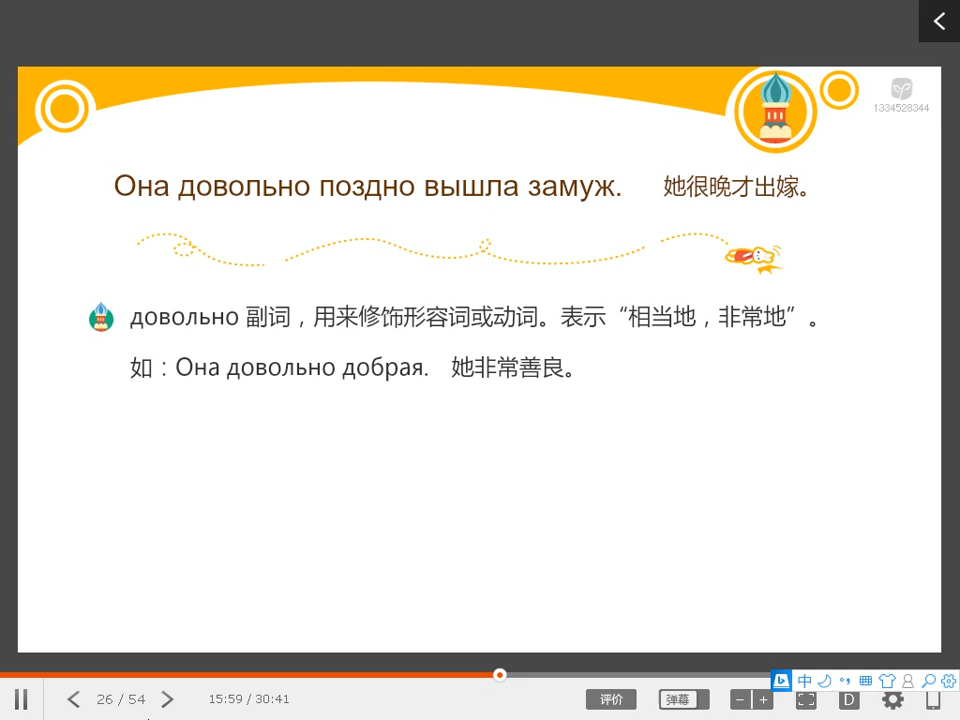 1334528344
Она довольно поздно вышла замуж. 她很晚才出嫁。
довольно 副词，用来修饰形容词或动词。表示“相当地，非常地”。
如：Она довольно добрая. 她非常善良。
中
26 / 54 15:59 / 30:41 评价 弹幕 D